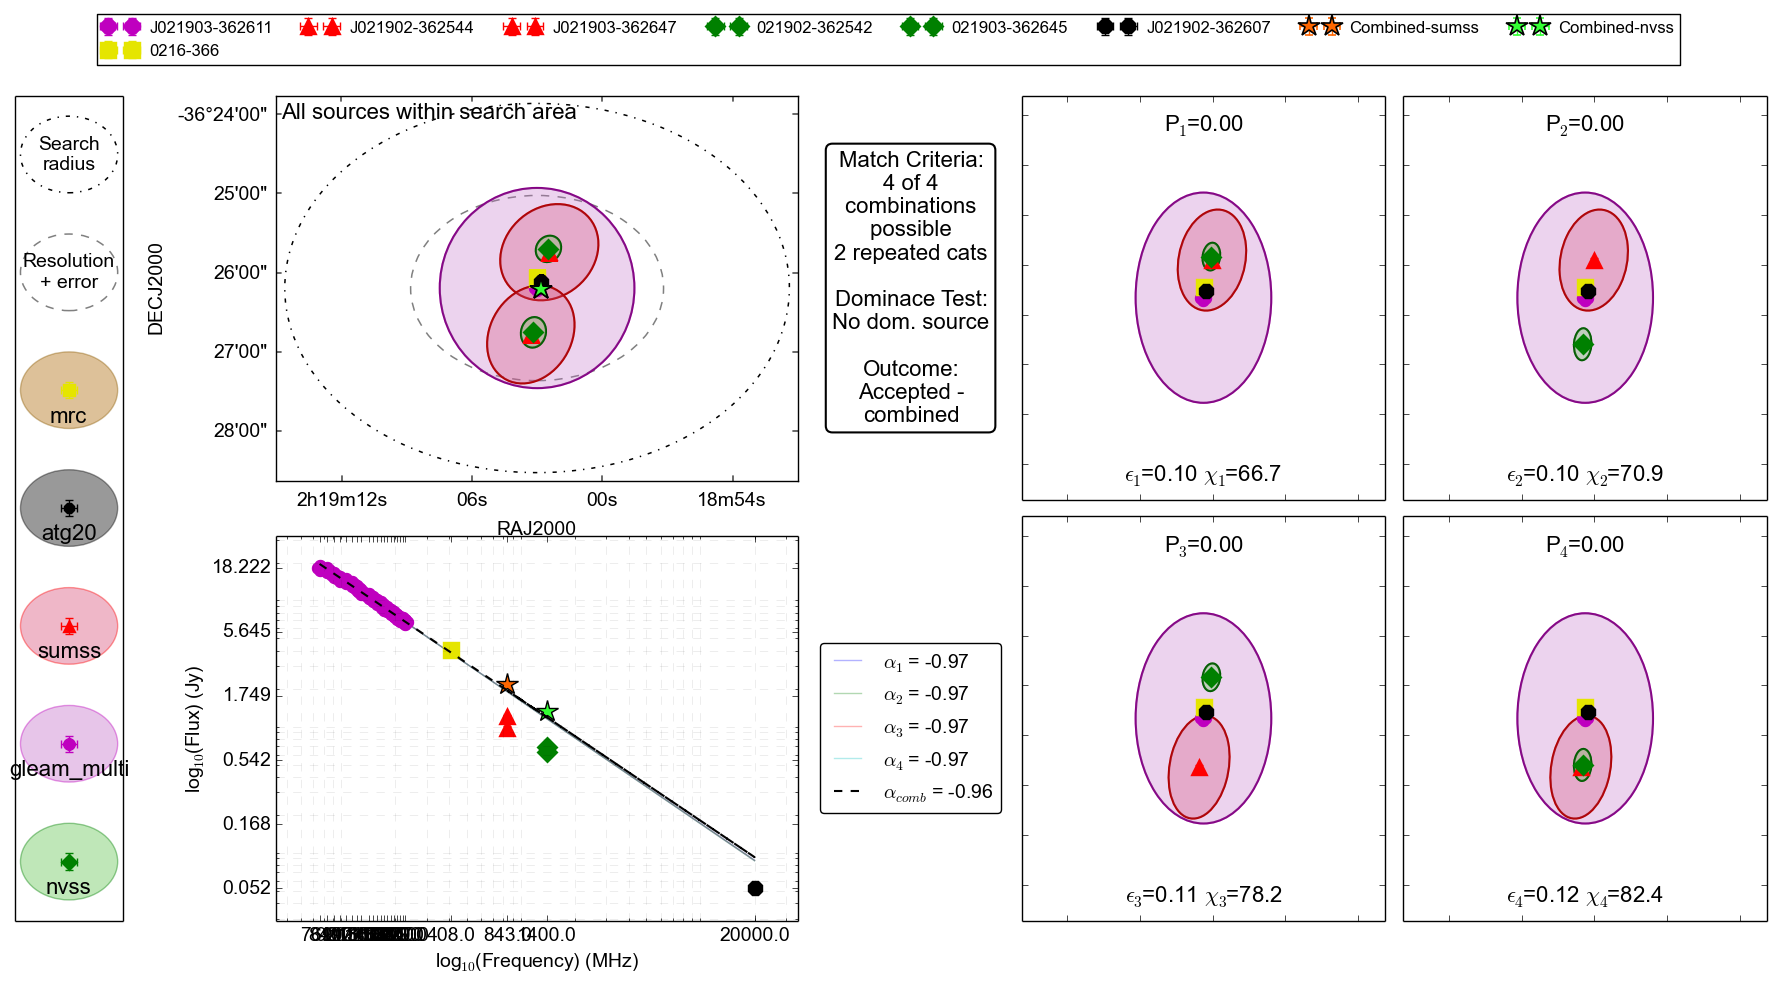 J021903-362611
J021902-362544
J021903-362647
021902-362542
021903-362645
J021902-362607
Combined-sumss
Combined-nvss
0216-366
Search
radius
Resolution
+ error
mrc
atg20
sumss
gleam_multi
nvss
All sources within search area
DECJ2000
-36°24'00"
25'00"
26'00"
27'00"
28'00"
2h19m12s
06s
00s
18m54s
RAJ2000
Match Criteria:
4 of 4
combinations
possible
2 repeated cats
Dominace Test:
No dom. source
Outcome:
Accepted -
combined
P1=0.00
ϵ1=0.10 χ1=66.7
P2=0.00
ϵ2=0.10 χ2=70.9
log10(Flux) (Jy)
18.222
5.645
1.749
0.542
0.168
0.052
408.0
843.0
1400.0
20000.0
log10(Frequency) (MHz)
α1 = -0.97
α2 = -0.97
α3 = -0.97
α4 = -0.97
αcomb = -0.96
P3=0.00
ϵ3=0.11 χ3=78.2
P4=0.00
ϵ4=0.12 χ4=82.4